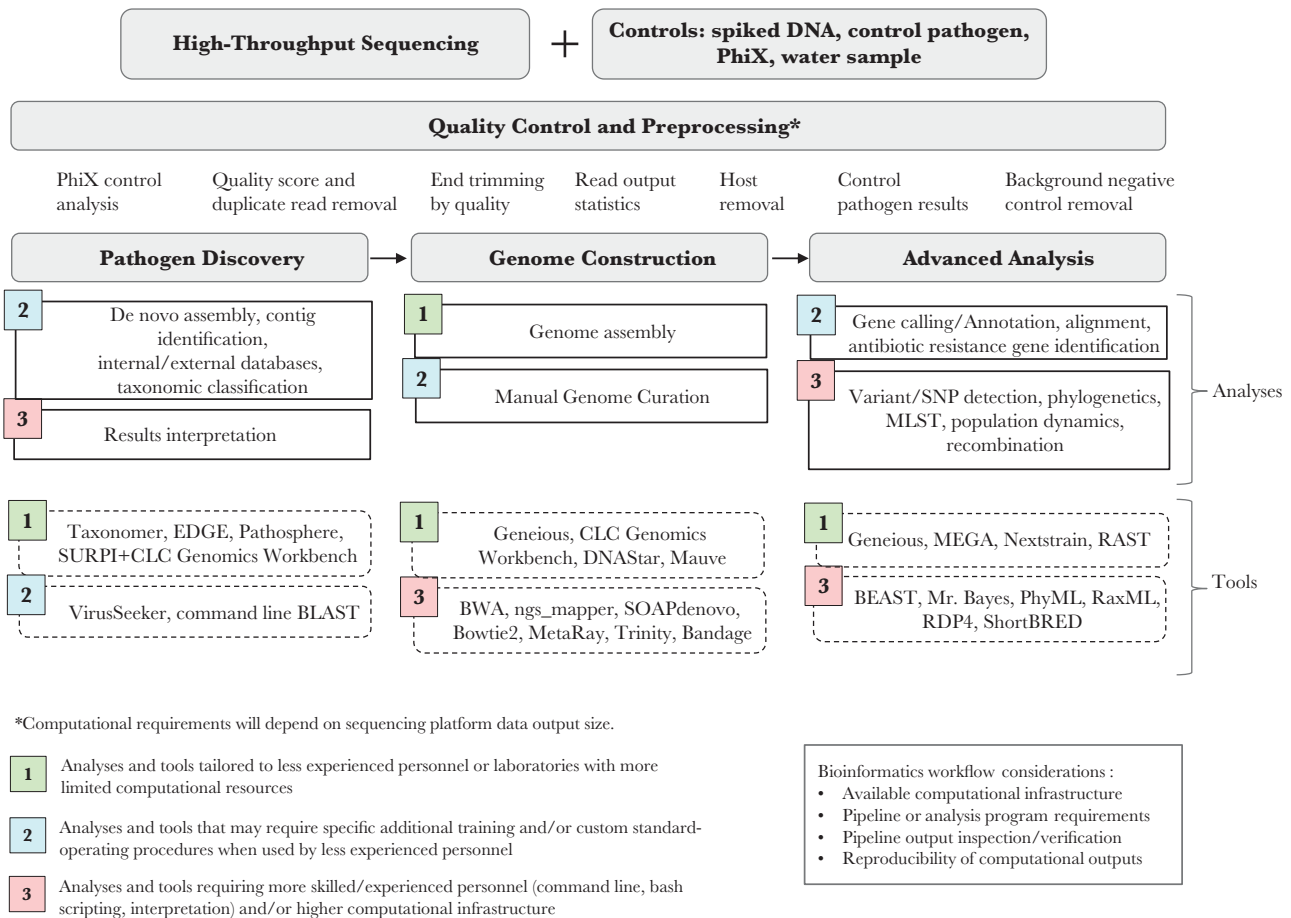 High-Throughput Sequencing
+
Controls: spiked DNA, control pathogen,
PhiX, water sample
Quality Control and Preprocessing*
PhiX control
analysis
Quality score and
duplicate read removal
End trimming
by quality
Read output
statistics
Host
removal
Control
pathogen results
Background negative
control removal
Pathogen Discovery
Genome Construction
Advanced Analysis
2
De novo assembly, contig
identification,
internal/external databases,
taxonomic classification
3
Results interpretation
1
Genome assembly
2
Manual Genome Curation
2
Gene calling/Annotation, alignment,
antibiotic resistance gene identification
3
Variant/SNP detection, phylogenetics,
MLST, population dynamics,
recombination
Analyses
1
Taxonomer, EDGE, Pathosphere,
SURPI+CLC Genomics Workbench
2
VirusSeeker, command line BLAST
1
Geneious, CLC Genomics
Workbench, DNAStar, Mauve
3
BWA, ngs_mapper, SOAPdenovo,
Bowtie2, MetaRay, Trinity, Bandage
1
Geneious, MEGA, Nextstrain, RAST
3
BEAST, Mr. Bayes, PhyML, RaxML,
RDP4, ShortBRED
Tools
*Computational requirements will depend on sequencing platform data output size.
1
Analyses and tools tailored to less experienced personnel or laboratories with more
limited computational resources
2
Analyses and tools that may require specific additional training and/or custom standard-
operating procedures when used by less experienced personnel
3
Analyses and tools requiring more skilled/experienced personnel (command line, bash
scripting, interpretation) and/or higher computational infrastructure
Bioinformatics workflow considerations :
• Available computational infrastructure
• Pipeline or analysis program requirements
• Pipeline output inspection/verification
• Reproducibility of computational outputs